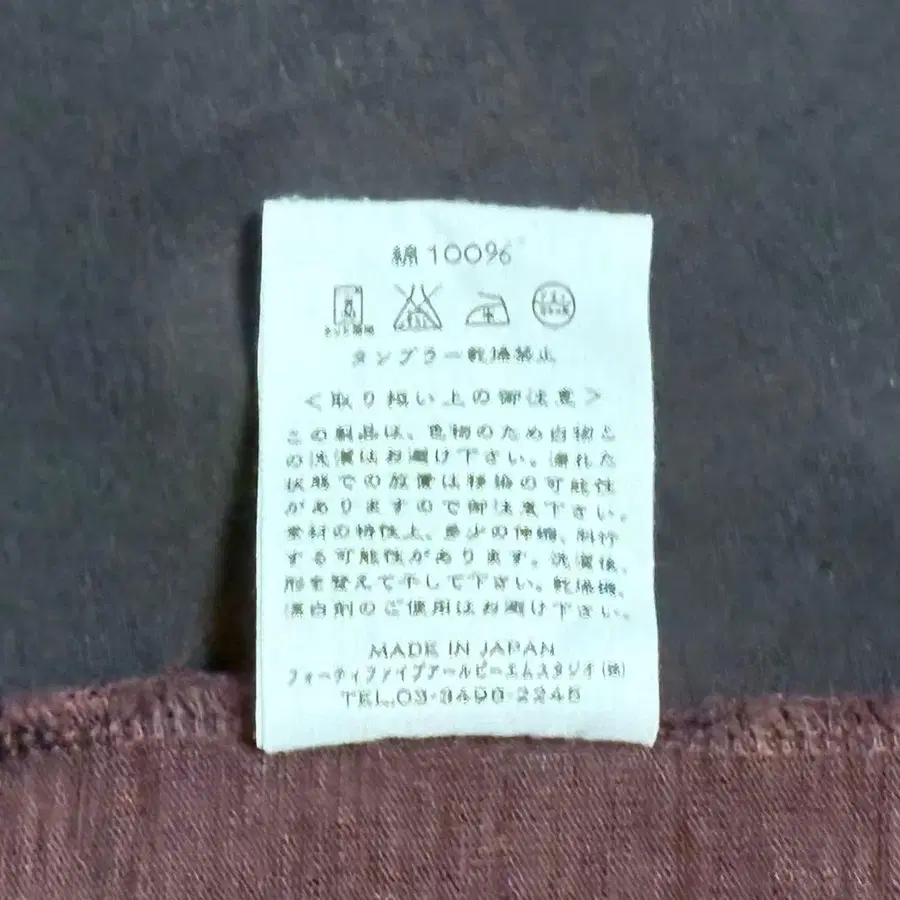 綿 100%
ネット使用
タンブラー乾燥禁止
<取り扱い上の御注意>
この製品は、色物のため白物と
の洗濯はお避け下さい。濡れた
状態での放置は移染の可能性
がありますので御注意下さい。
素材の特性上、多少の伸縮、斜行
する可能性があります。洗濯後、
形を整えて干して下さい。乾燥機、
漂白剤のご使用はお避け下さい。
MADE IN JAPAN
フォーティファイブアールピーエムスタジオ(株)
TEL.03-3496-2245